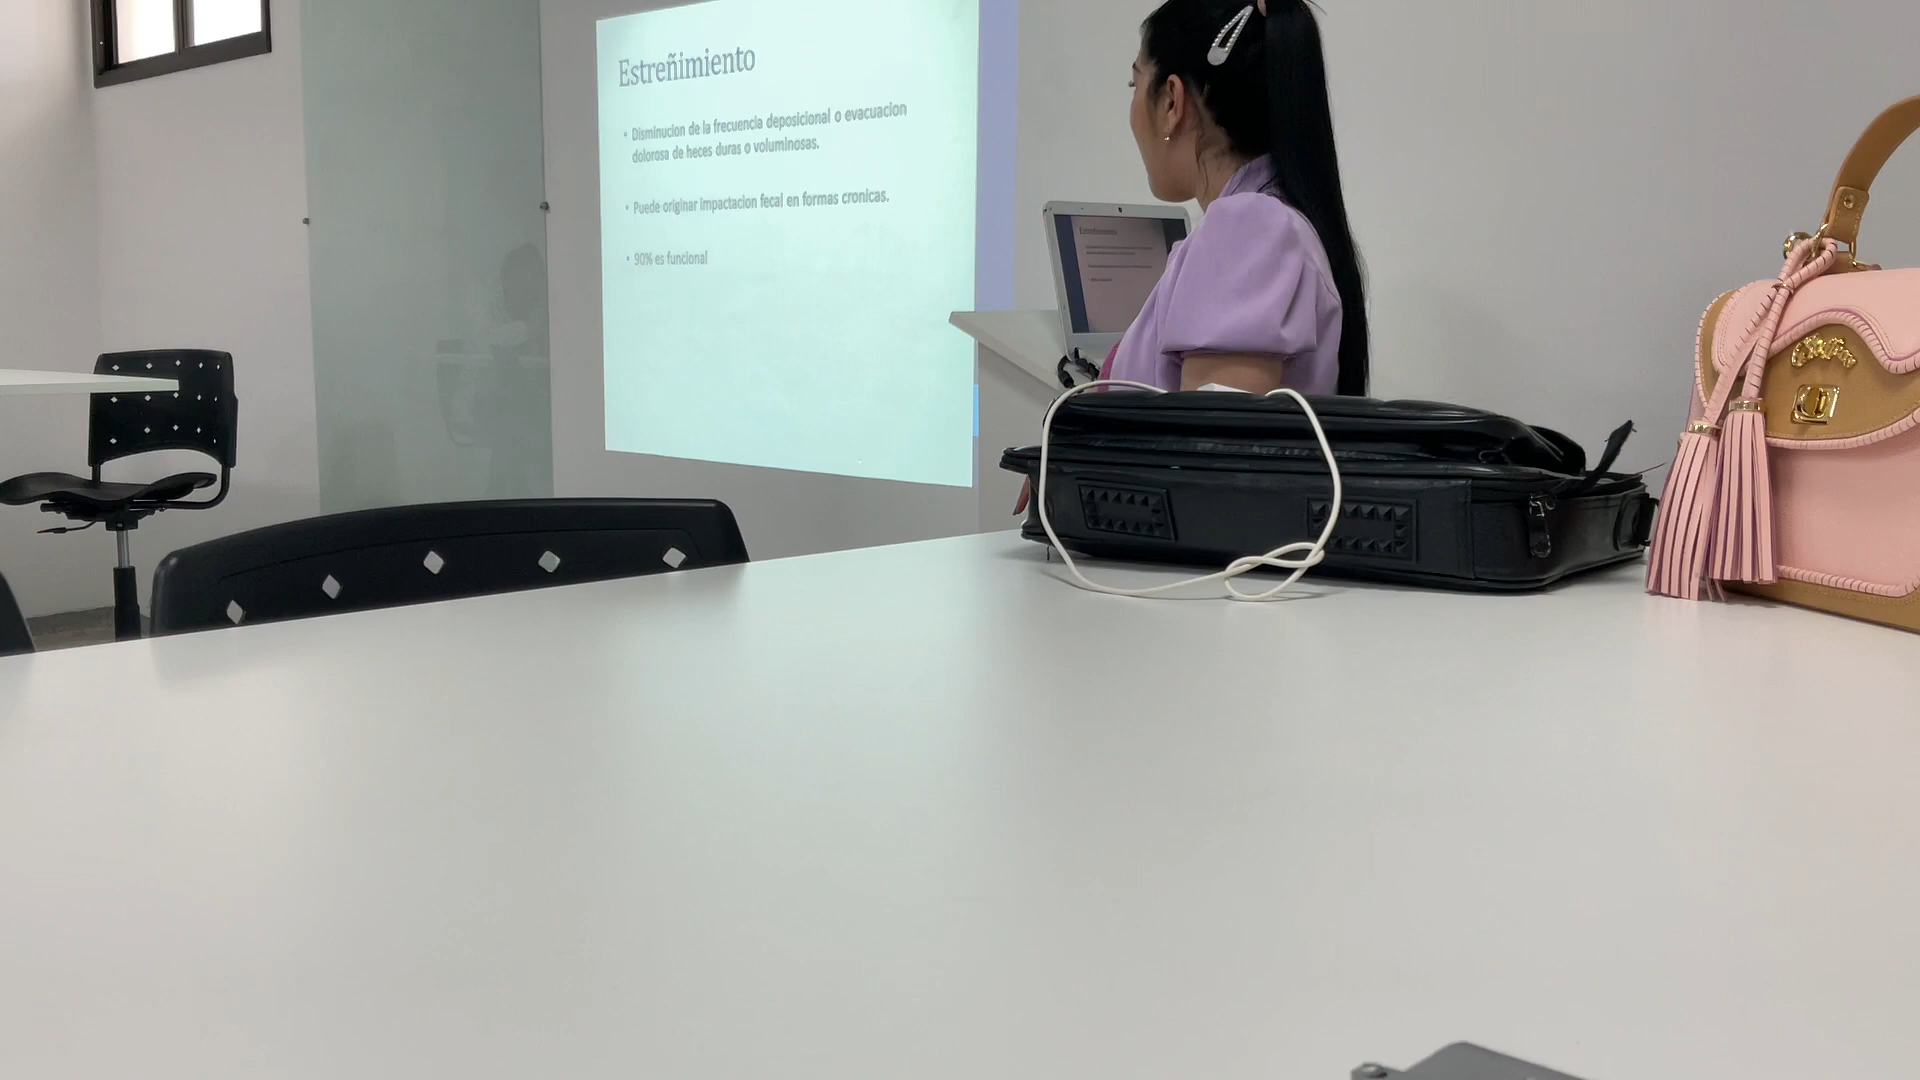 Estreñimiento
• Disminucion de la frecuencia deposicional o evacuacion
dolorosa de heces duras o voluminosas.
• Puede originar impactacion fecal en formas cronicas.
• 90% es funcional
Estreñimiento